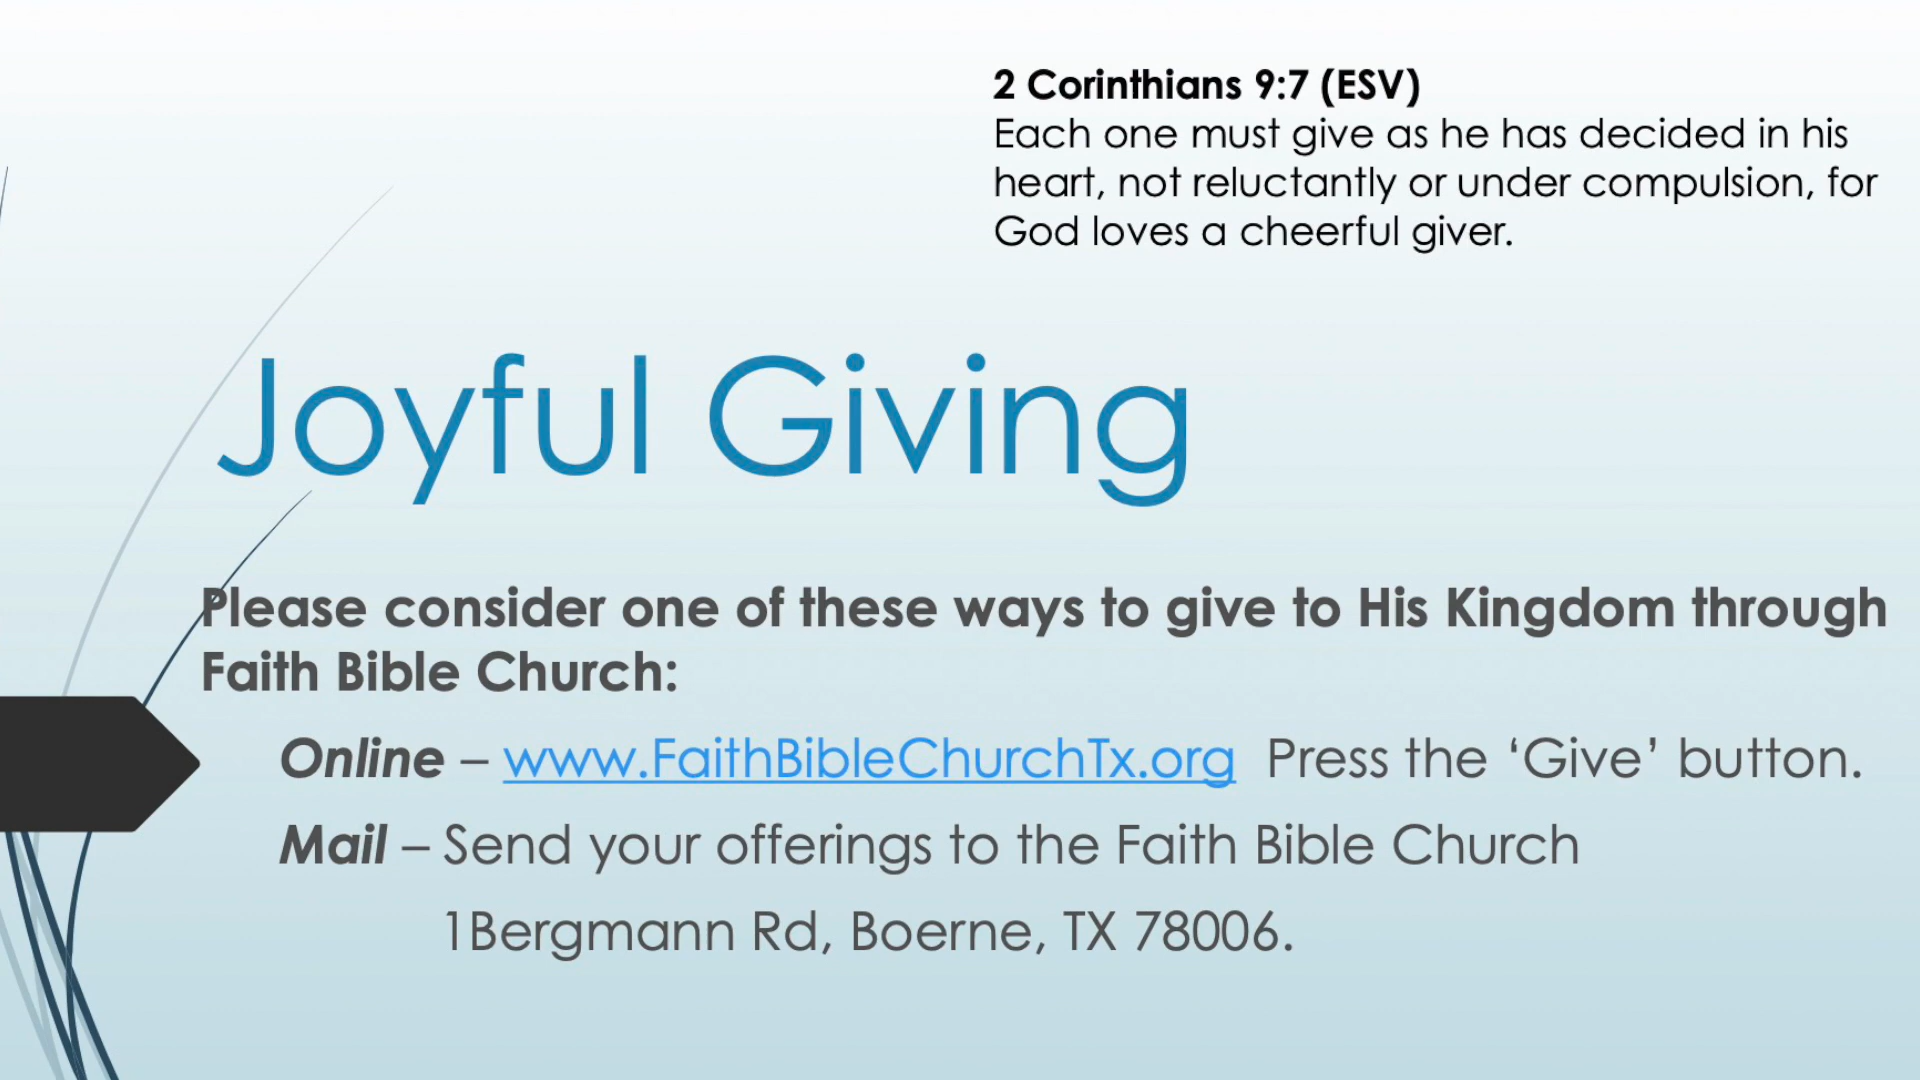 2 Corinthians 9:7 (ESV)
Each one must give as he has decided in his
heart, not reluctantly or under compulsion, for
God loves a cheerful giver.
Joyful Giving
Please consider one of these ways to give to His Kingdom through
Faith Bible Church:
Online – www.FaithBibleChurchTx.org  Press the ‘Give’ button.
Mail – Send your offerings to the Faith Bible Church
1Bergmann Rd, Boerne, TX 78006.